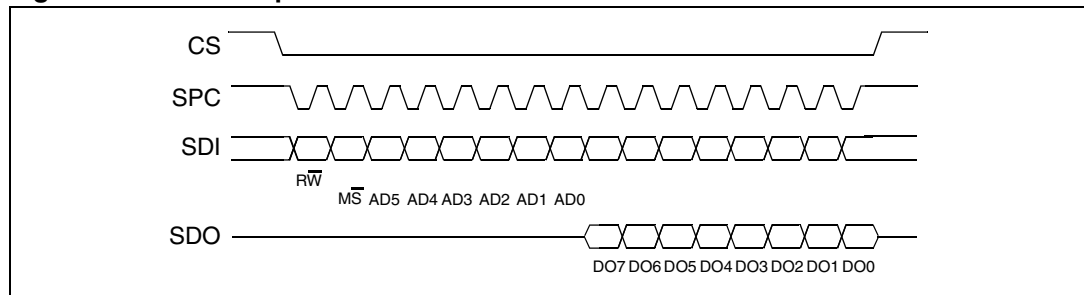 CS
SPC
SDI
RW̅
MS̅ AD5 AD4 AD3 AD2 AD1 AD0
SDO
DO7 DO6 DO5 DO4 DO3 DO2 DO1 DO0